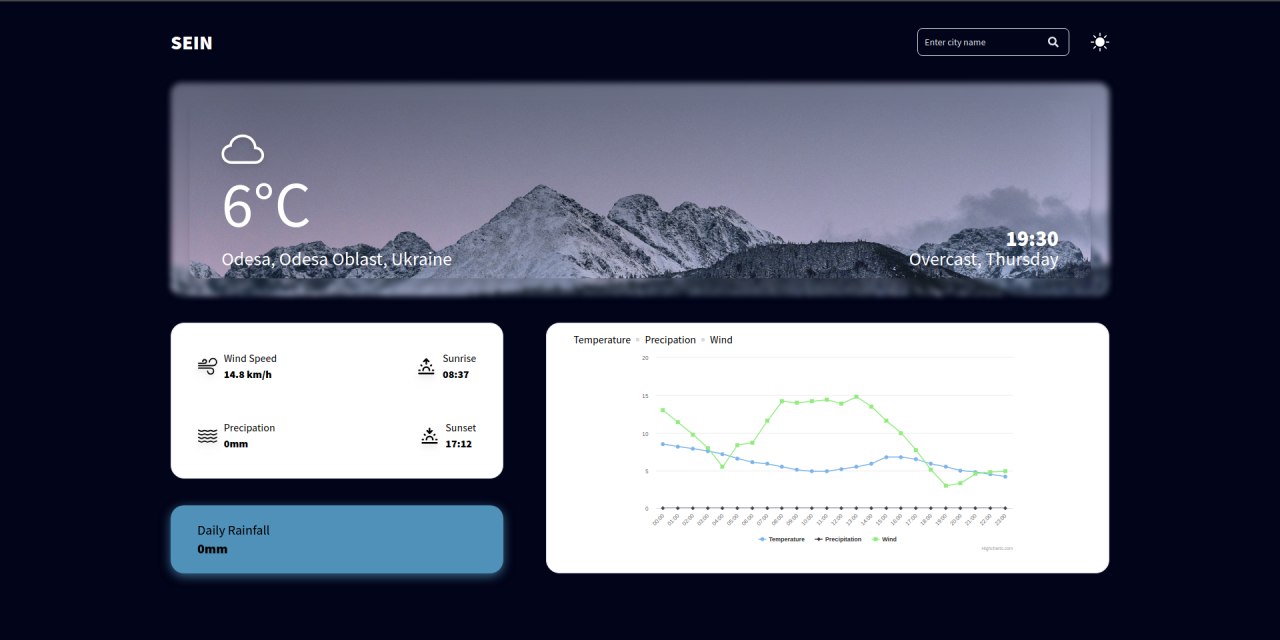 SEIN
Enter city name
6°C
Odesa, Odesa Oblast, Ukraine
19:30
Overcast, Thursday
Wind Speed
14.8 km/h
Sunrise
08:37
Precipation
0mm
Sunset
17:12
Daily Rainfall
0mm
Temperature Precipation Wind
20
15
10
5
0
00:00 01:00 02:00 03:00 04:00 05:00 06:00 07:00 08:00 09:00 10:00 11:00 12:00 13:00 14:00 15:00 16:00 17:00 18:00 19:00 20:00 21:00 22:00 23:00
Temperature Precipitation Wind
Highcharts.com